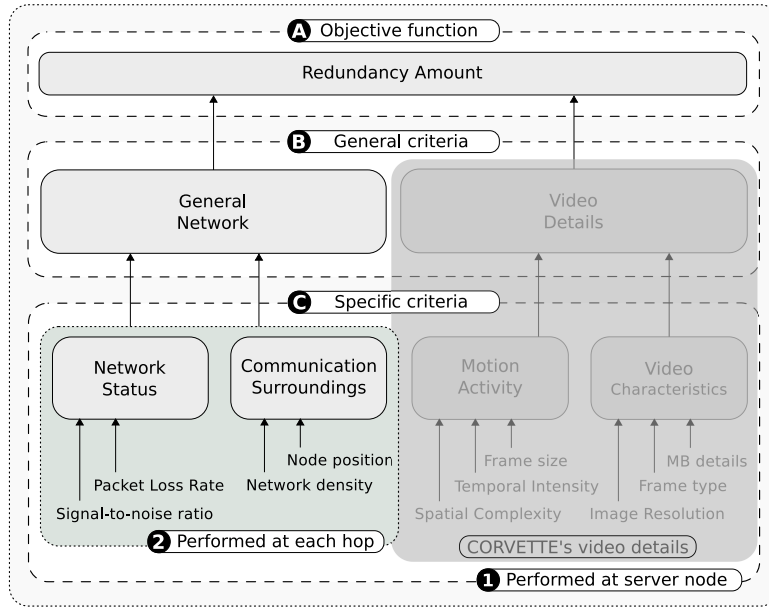 A Objective function
Redundancy Amount
B General criteria
General
Network
Video
Details
C Specific criteria
Network
Status
Communication
Surroundings
Motion
Activity
Video
Characteristics
Node position
Frame size
MB details
Packet Loss Rate
Network density
Temporal Intensity
Frame type
Signal-to-noise ratio
Spatial Complexity
Image Resolution
2 Performed at each hop
CORVETTE's video details
1 Performed at server node